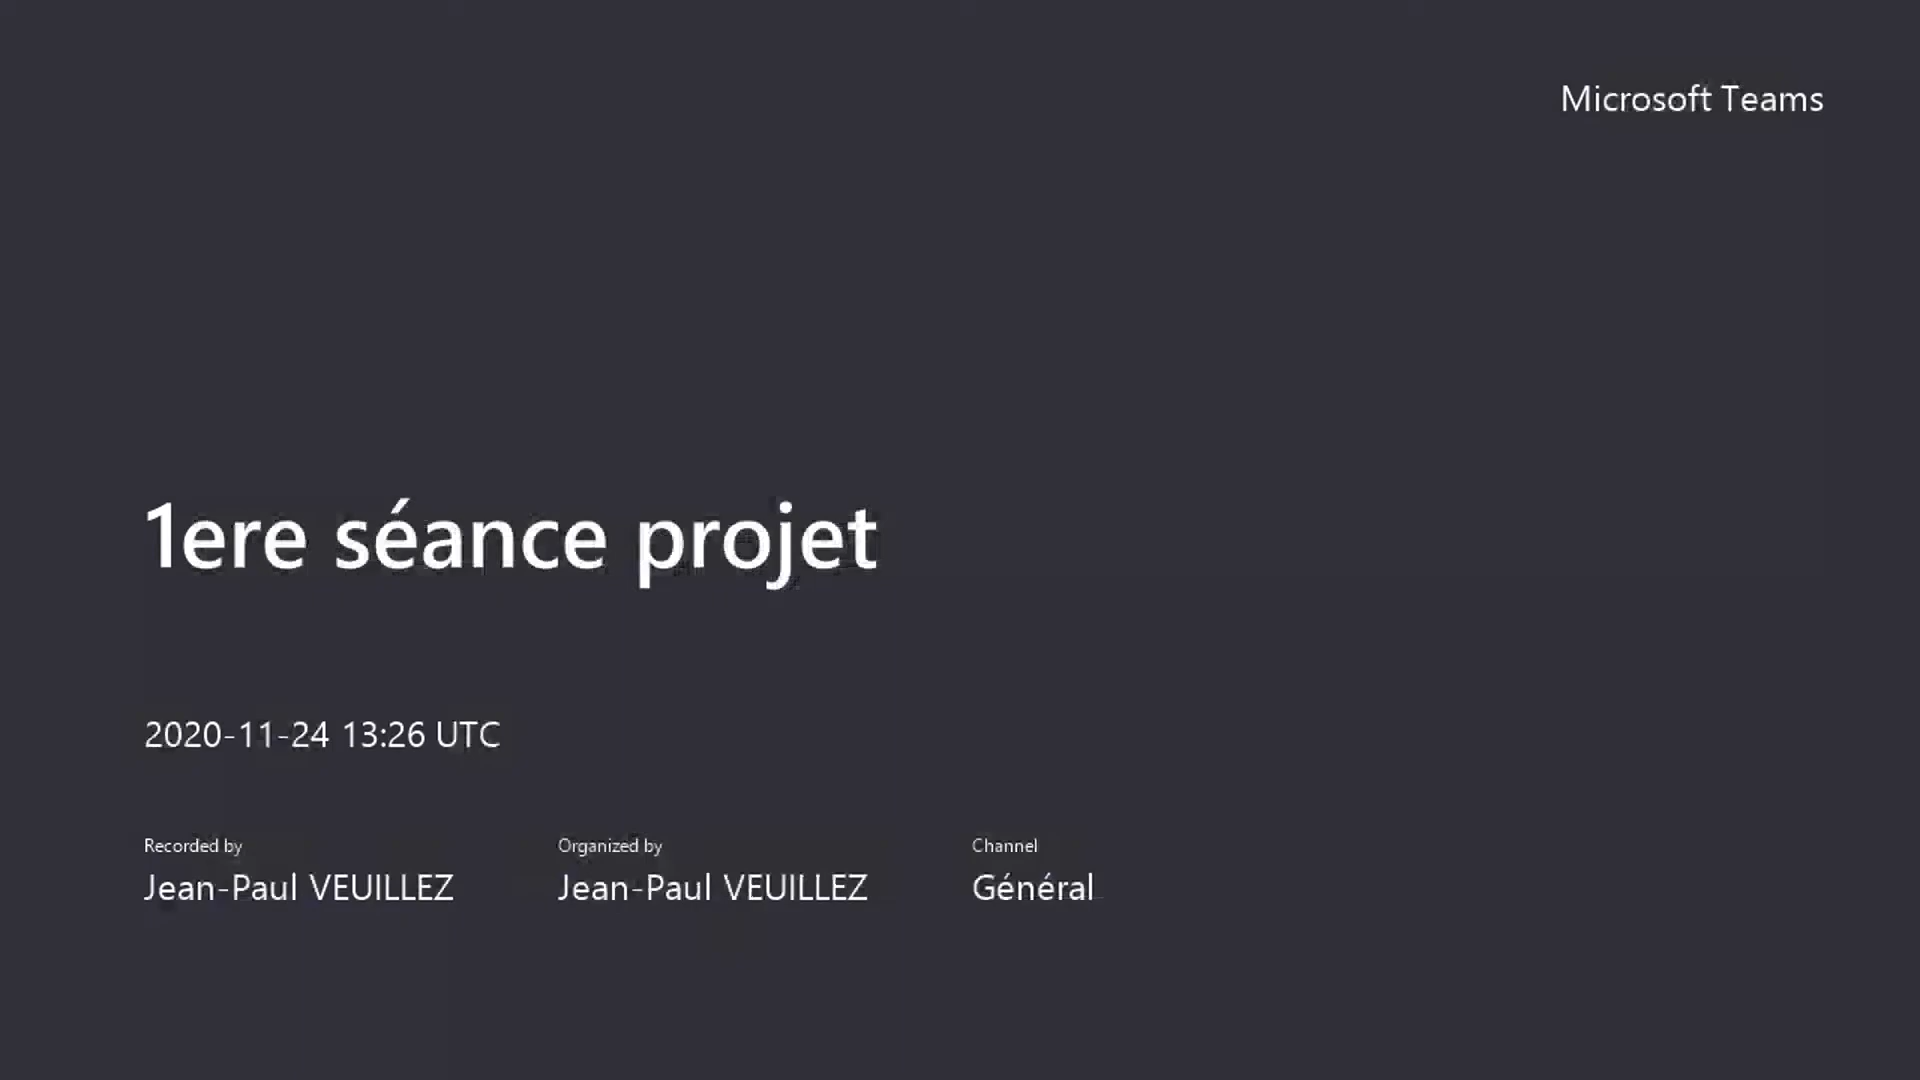 Microsoft Teams
1ere séance projet
2020-11-24 13:26 UTC
Recorded by
Jean-Paul VEUILLEZ
Organized by
Jean-Paul VEUILLEZ
Channel
Général